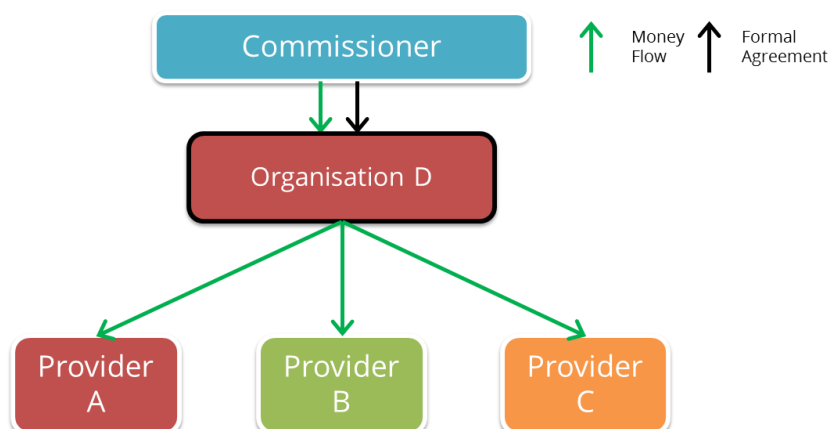 Commissioner
Money
Flow
Formal
Agreement
Organisation D
Provider
A
Provider
B
Provider
C